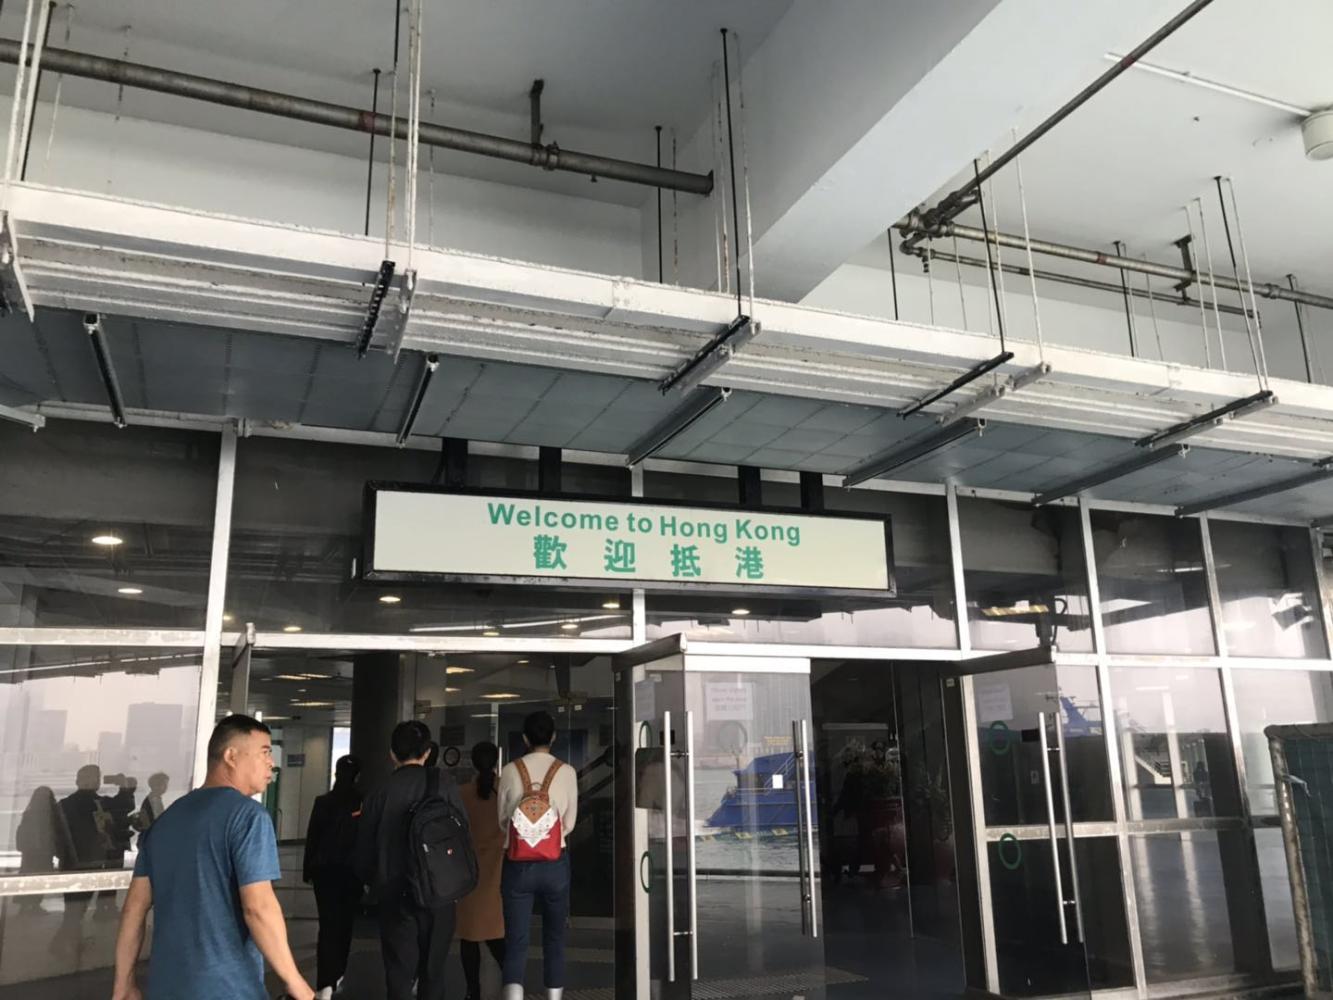 Welcome to Hong Kong
歡迎抵港